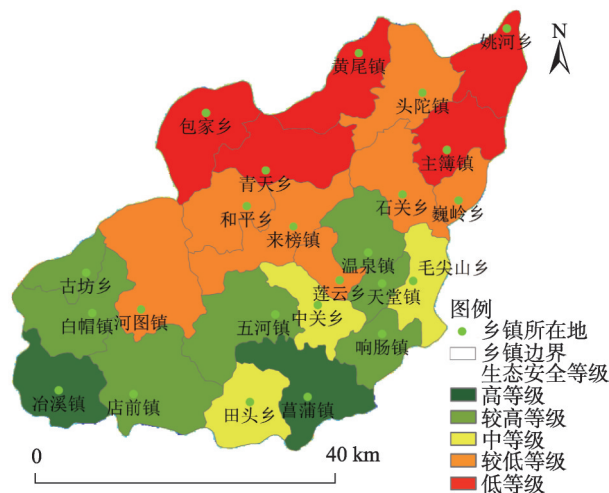 姚河乡
N
黄尾镇
头陀镇
包家乡
主簿镇
青天乡
和平乡
石关乡
巍岭乡
来榜镇
温泉镇
毛尖山乡
古坊乡
莲云乡
天堂镇
图例
白帽镇
河图镇
五河镇
中关乡
乡镇所在地
响肠镇
乡镇边界
生态安全等级
冶溪镇
店前镇
田头乡
菖蒲镇
高等级
较高等级
中等级
较低等级
低等级
0
40 km